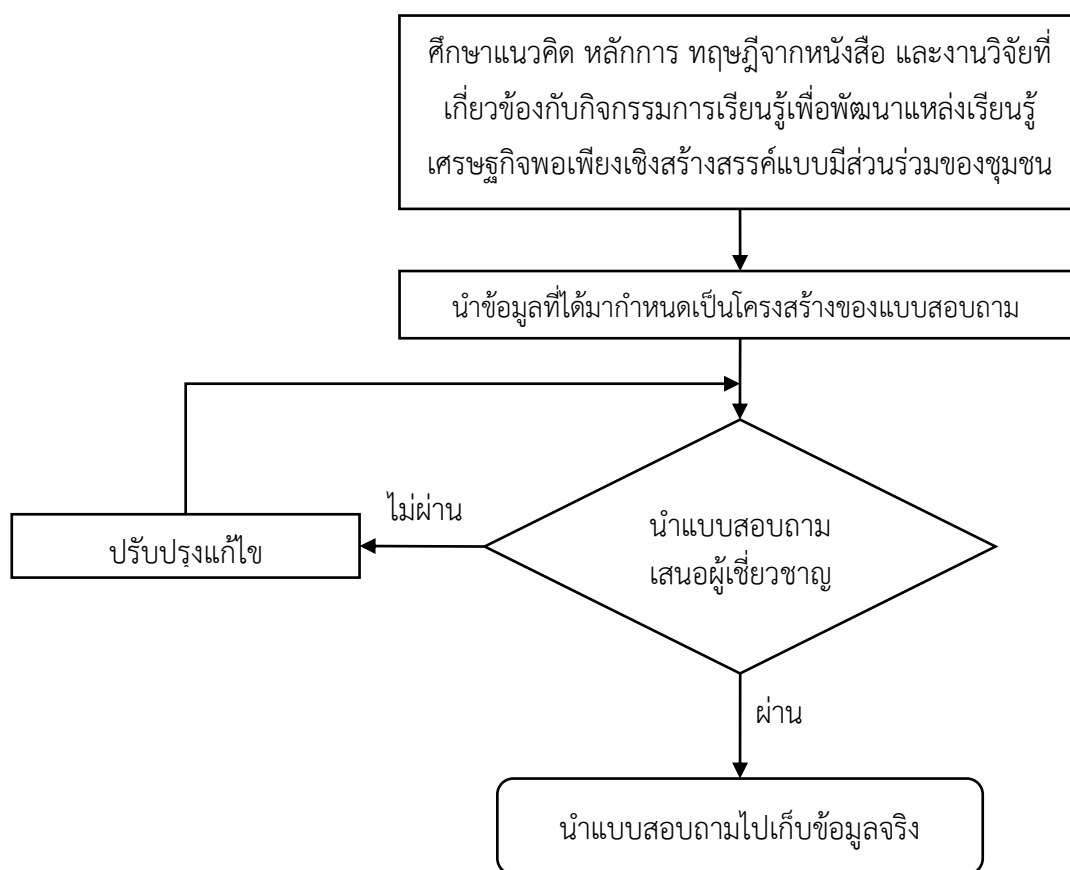 ศึกษาแนวคิด หลักการ ทฤษฎีจากหนังสือ และงานวิจัยที่
เกี่ยวข้องกับกิจกรรมการเรียนรู้เพื่อพัฒนาแหล่งเรียนรู้
เศรษฐกิจพอเพียงเชิงสร้างสรรค์แบบมีส่วนร่วมของชุมชน
นำข้อมูลที่ได้มากำหนดเป็นโครงสร้างของแบบสอบถาม
นำแบบสอบถาม
เสนอผู้เชี่ยวชาญ
ไม่ผ่าน
ปรับปรุงแก้ไข
ผ่าน
นำแบบสอบถามไปเก็บข้อมูลจริง